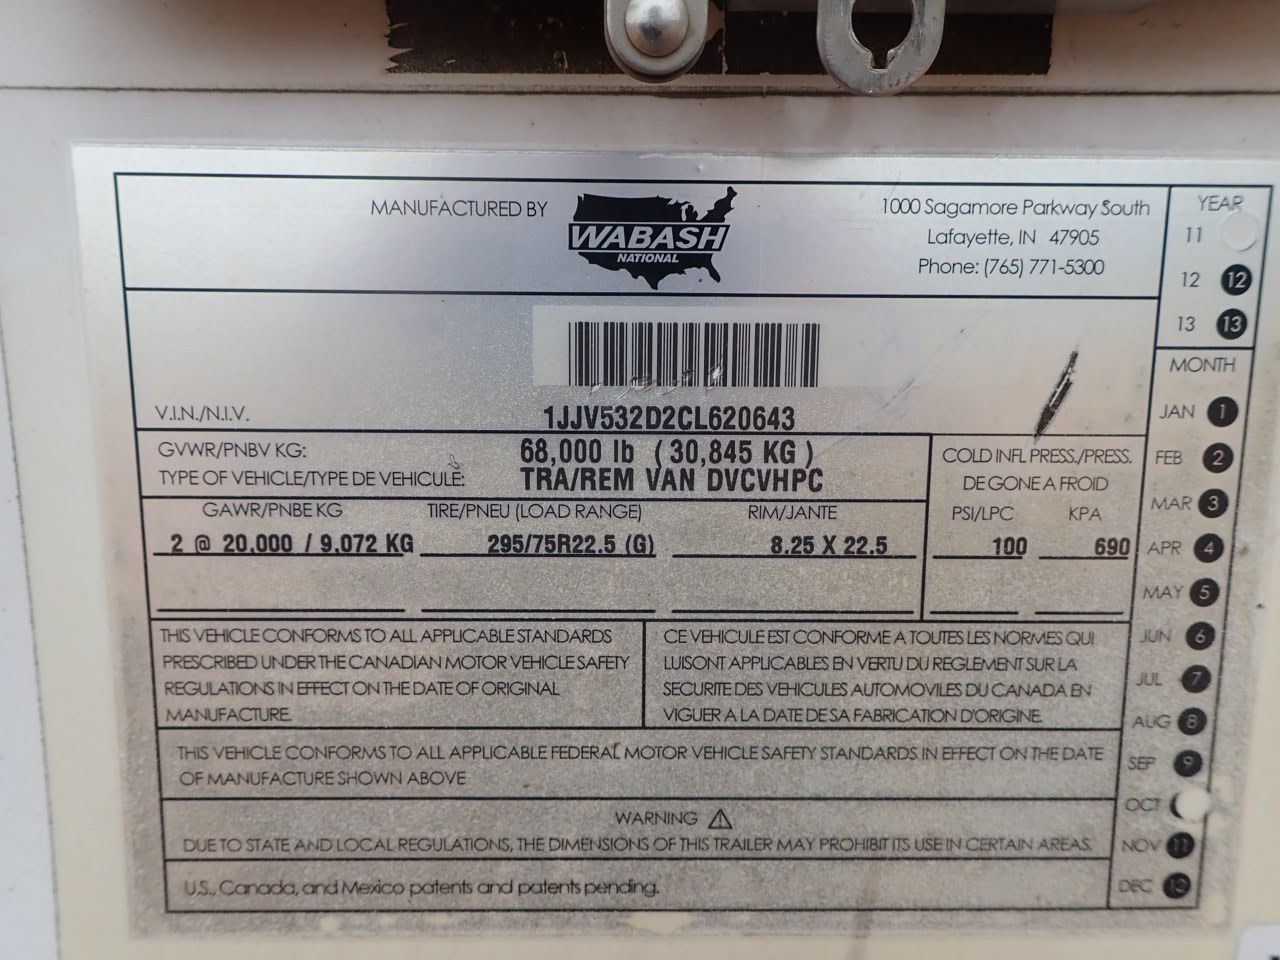 MANUFACTURED BY
WABASH
NATIONAL
1000 Sagamore Parkway South
Lafayette, IN 47905
Phone: (765) 771-5300
YEAR
11
12 12
13 13
V.I.N./N.I.V.
1JJV532D2CL620643
GVWR/PNBV KG: 68,000 lb ( 30,845 KG )
TYPE OF VEHICLE/TYPE DE VEHICULE: TRA/REM VAN DVCVHPC
COLD INFL PRESS./PRESS.
DE GONE A FROID
GAWR/PNBE KG TIRE/PNEU (LOAD RANGE) RIM/JANTE PSI/LPC KPA
2 @ 20,000 / 9,072 KG 295/75R22.5 (G) 8.25 X 22.5 100 690
THIS VEHICLE CONFORMS TO ALL APPLICABLE STANDARDS
PRESCRIBED UNDER THE CANADIAN MOTOR VEHICLE SAFETY
REGULATIONS IN EFFECT ON THE DATE OF ORIGINAL
MANUFACTURE.
CE VEHICULE EST CONFORME A TOUTES LES NORMES QUI
LUISONT APPLICABLES EN VERTU DU REGLEMENT SUR LA
SECURITE DES VEHICULES AUTOMOVILES DU CANADA EN
VIGUER A LA DATE DE SA FABRICATION D'ORIGINE.
THIS VEHICLE CONFORMS TO ALL APPLICABLE FEDERAL MOTOR VEHICLE SAFETY STANDARDS IN EFFECT ON THE DATE
OF MANUFACTURE SHOWN ABOVE
WARNING
DUE TO STATE AND LOCAL REGULATIONS, THE DIMENSIONS OF THIS TRAILER MAY PROHIBIT ITS USE IN CERTAIN AREAS.
U.S., Canada, and Mexico patents and patents pending.
MONTH
JAN 1
FEB 2
MAR 3
APR 4
MAY 5
JUN 6
JUL 7
AUG 8
SEP 9
OCT
NOV 11
DEC